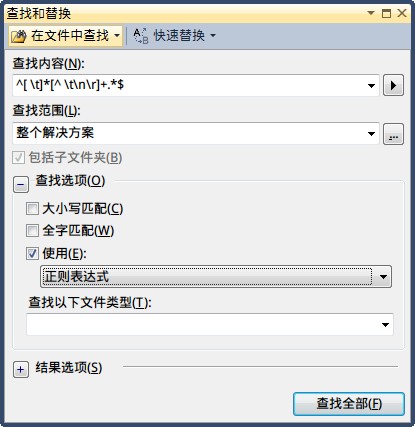 查找和替换
在文件中查找 快速替换
查找内容(N):
^[ \t]*[^ \t\n\r]+.*$
查找范围(L):
整个解决方案
...
包括子文件夹(B)
查找选项(O)
大小写匹配(C)
全字匹配(W)
使用(E):
正则表达式
查找以下文件类型(T):
结果选项(S)
查找全部(F)